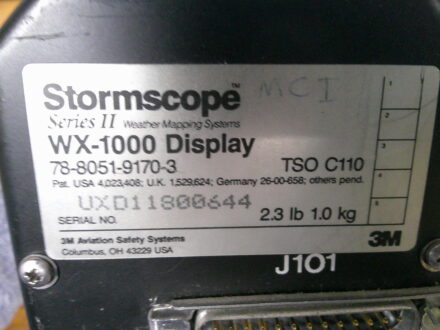 Stormscope™ MCI
Series II Weather Mapping Systems
WX-1000 Display
78-8051-9170-3 TSO C110
Pat. USA 4,023,408; U.K. 1,529,624; Germany 26-00-658; others pend.
UXD11800644
SERIAL NO. 2.3 lb 1.0 kg
3M Aviation Safety Systems
Columbus, OH 43229 USA
3M
J101
1
2
3
4
5